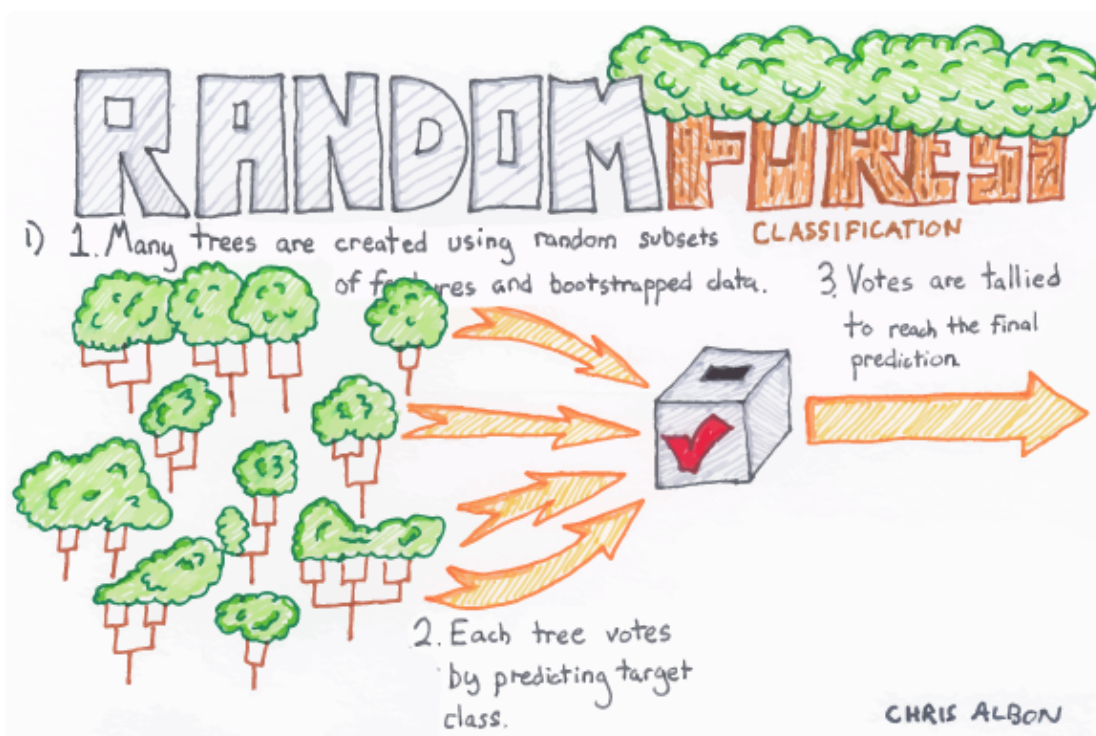 RANDOM FOREST
CLASSIFICATION
1) 1. Many trees are created using random subsets
of features and bootstrapped data.
3. Votes are tallied
to reach the final
prediction.
2. Each tree votes
by predicting target
class.
CHRIS ALBON